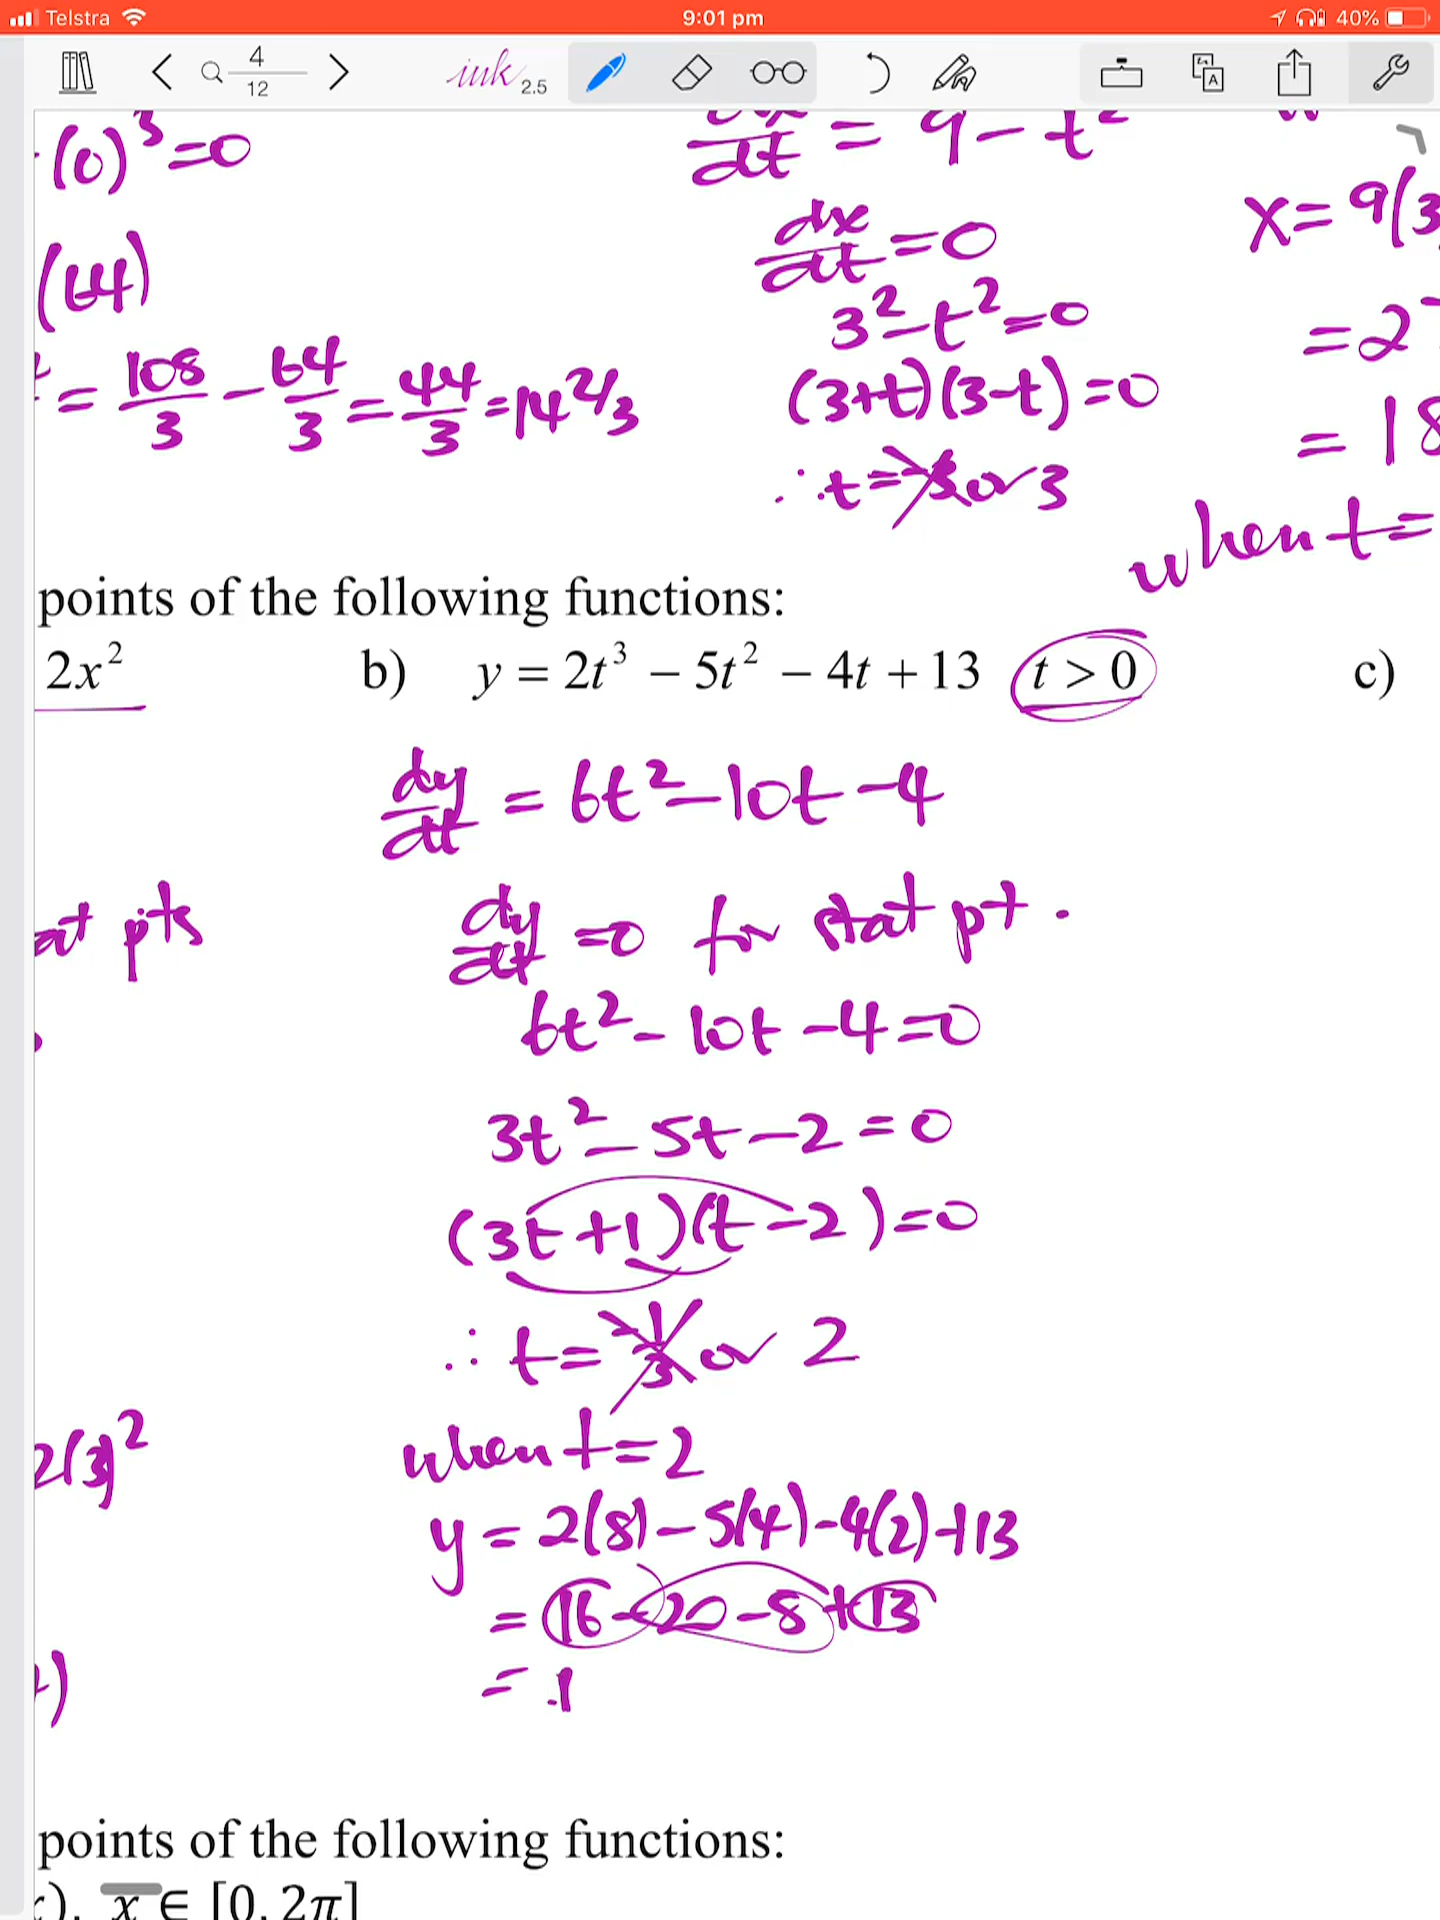 Telstra 9:01 pm 40%
4
12
ink 2.5
(0)³=0
= 9-t²
(64)
dx/dt =0
x=9(3
3²-t²=0
=2
= 108/3 - 64/3 = 44/3 = 14 2/3
(3+t)(3-t)=0
=18
∴t=-3 or 3
when t=
points of the following functions:
2x² b) y = 2t³ − 5t² − 4t + 13 t > 0 c)
dy/dt = 6t²-10t-4
at pts
dy/dt =0 for stat pt.
6t²-10t-4=0
3t²-5t-2=0
(3t+1)(t-2)=0
∴ t= -1/3 or 2
2(3)²
when t=2
y = 2(8)-5(4)-4(2)+13
= 16-20-8+13
= 1
points of the following functions:
x ∈ [0, 2π]